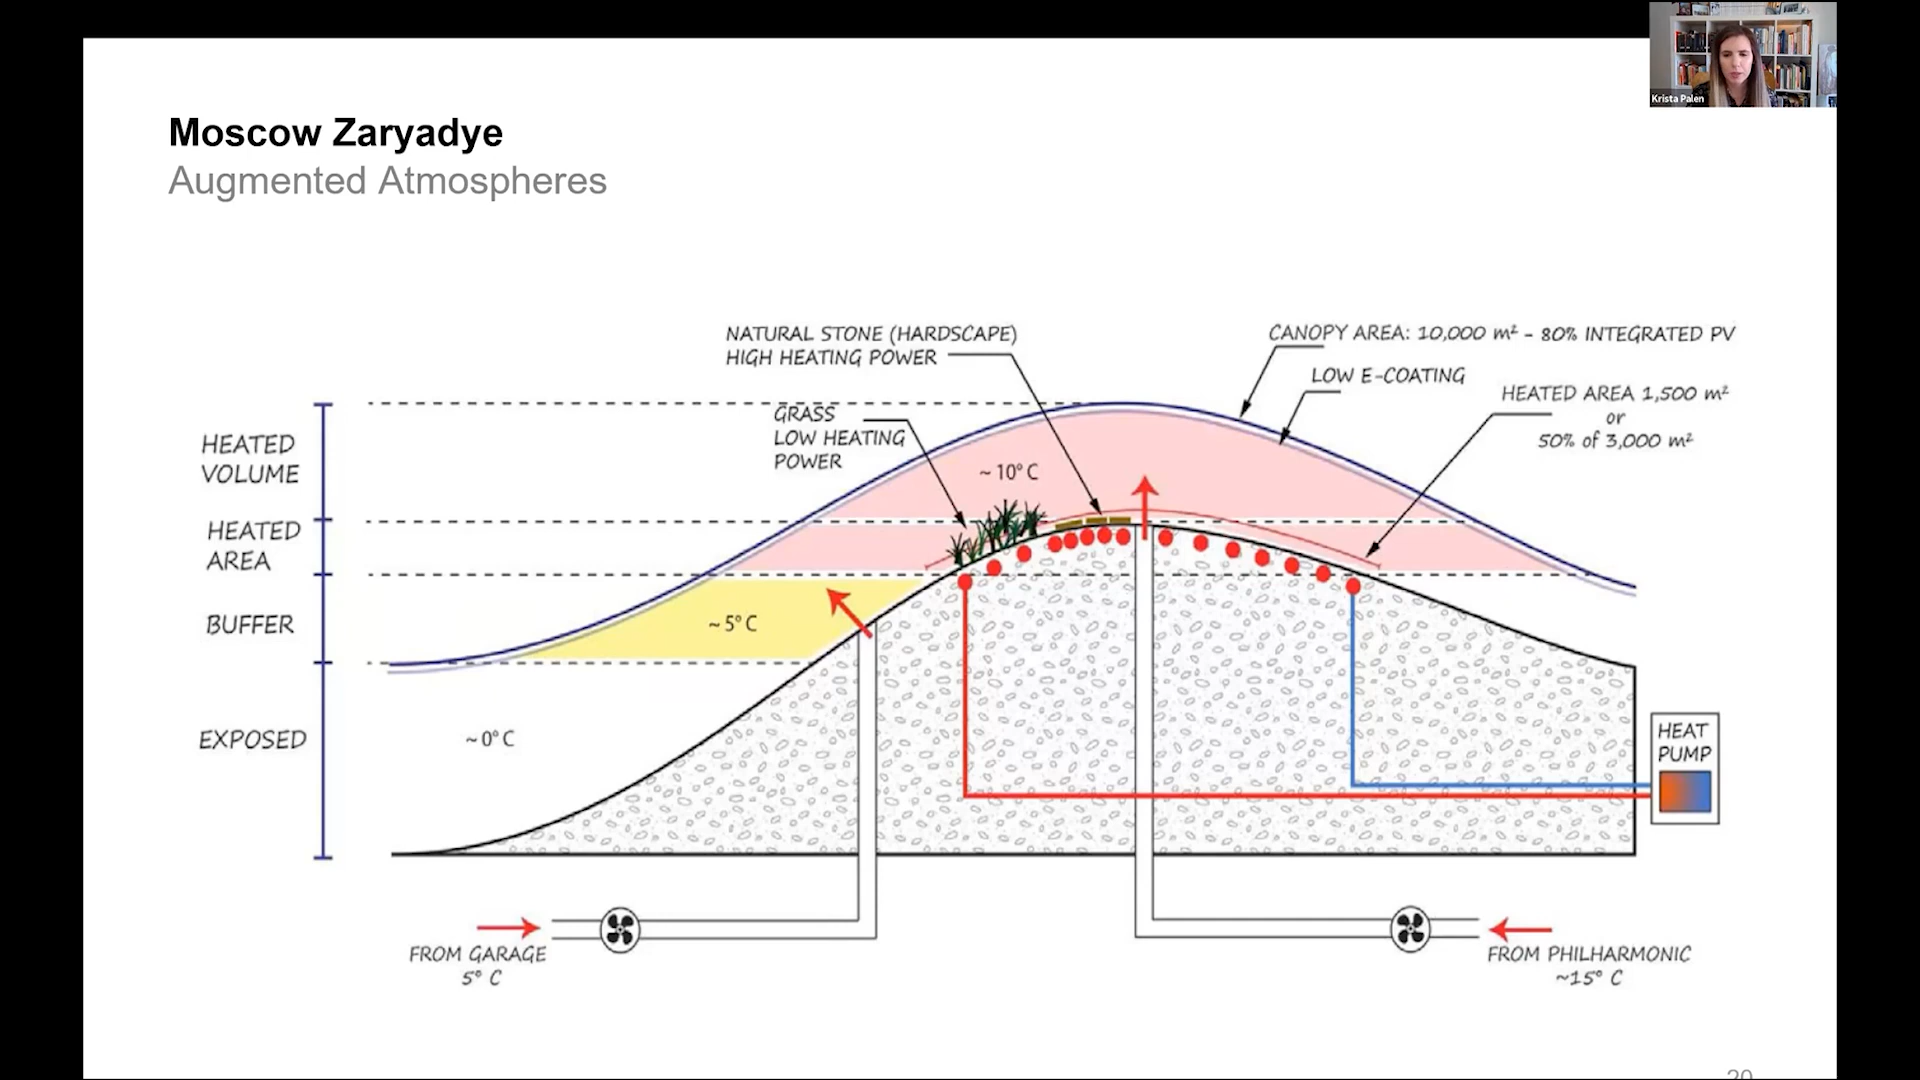 Krista Palen
Moscow Zaryadye
Augmented Atmospheres
NATURAL STONE (HARDSCAPE)
HIGH HEATING POWER
CANOPY AREA: 10,000 m² - 80% INTEGRATED PV
LOW E-COATING
HEATED AREA 1,500 m²
or
50% of 3,000 m²
GRASS
LOW HEATING
POWER
HEATED
VOLUME
~ 10° C
HEATED
AREA
BUFFER
~ 5° C
EXPOSED
~ 0° C
HEAT
PUMP
FROM GARAGE
5° C
FROM PHILHARMONIC
~15° C
20